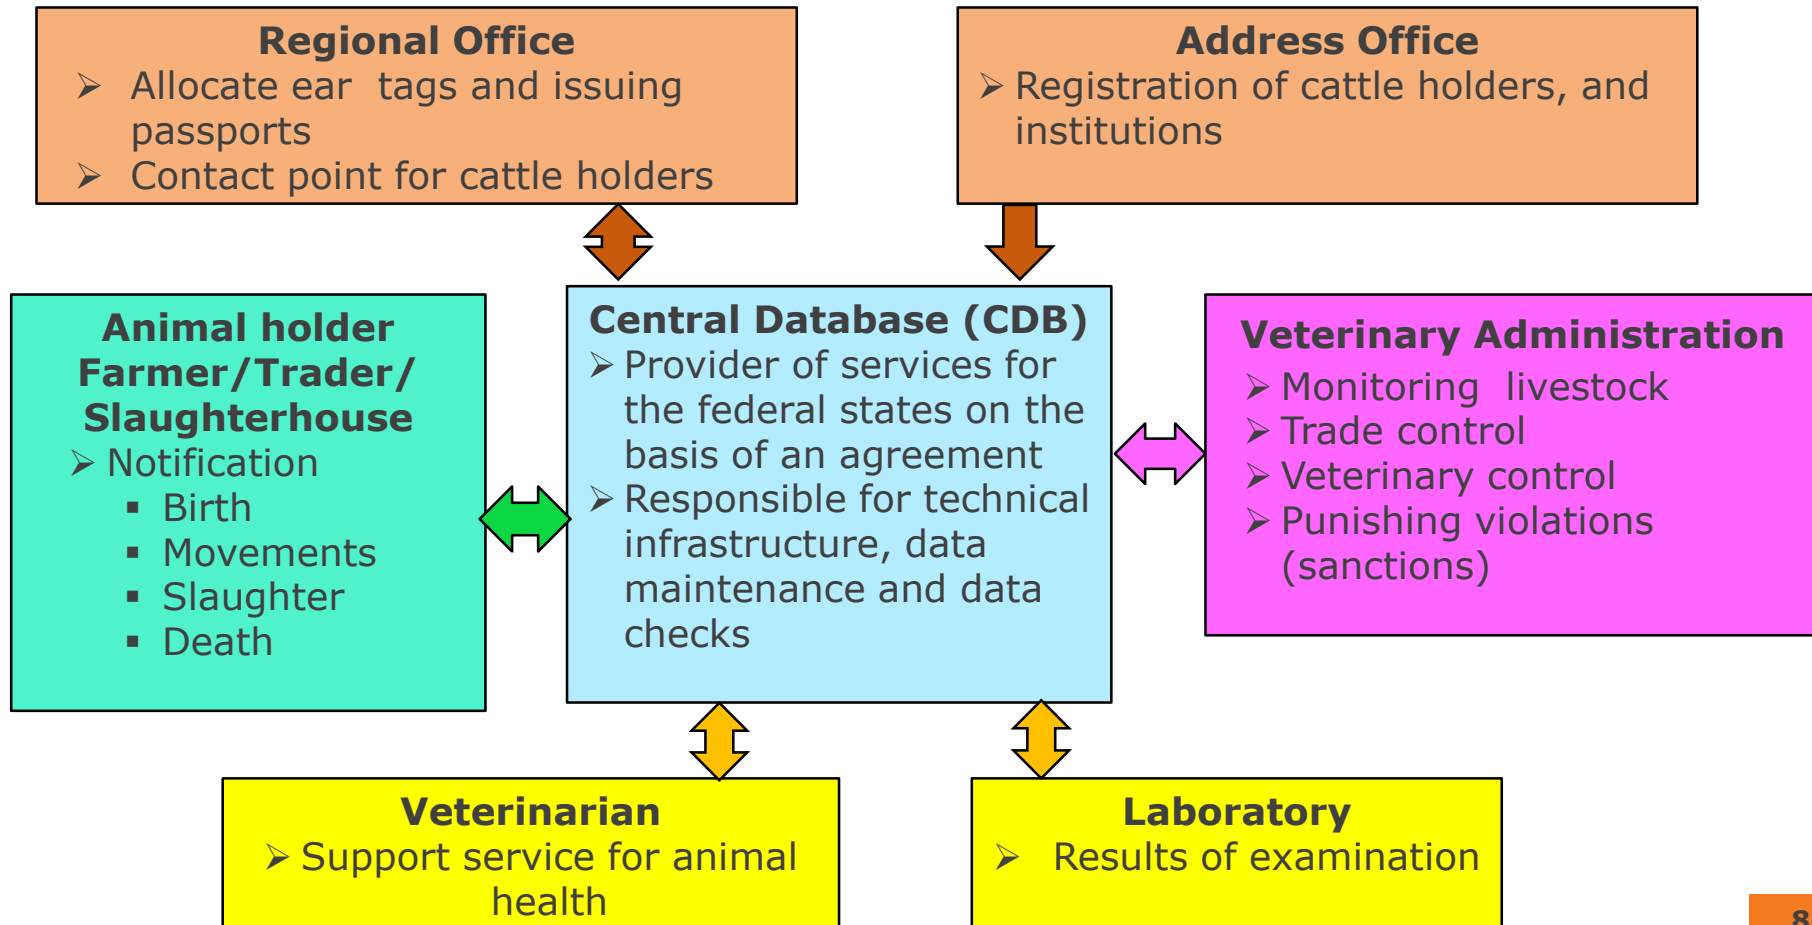 Regional Office
➢ Allocate ear tags and issuing
passports
➢ Contact point for cattle holders
Address Office
➢ Registration of cattle holders, and
institutions
Animal holder
Farmer/Trader/
Slaughterhouse
➢ Notification
▪ Birth
▪ Movements
▪ Slaughter
▪ Death
Central Database (CDB)
➢ Provider of services for
the federal states on the
basis of an agreement
➢ Responsible for technical
infrastructure, data
maintenance and data
checks
Veterinary Administration
➢ Monitoring livestock
➢ Trade control
➢ Veterinary control
➢ Punishing violations
(sanctions)
Veterinarian
➢ Support service for animal
health
Laboratory
➢ Results of examination
8